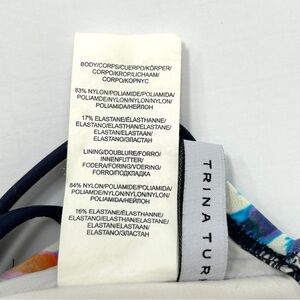 BODY/CORPS/CUERPO/KÖRPER/
CORPO/KROP/LICHAAM/
CORPO/КОРПУС
83% NYLON/POLIAMIDE/POLIAMIDA/
POLIAMIDE/NYLON/NYLON/NYLON/
POLIAMIDA/НЕЙЛОН
17% ELASTANE/ÉLASTHANNE/
ELASTANO/ELASTHAN/ELASTANE/
ELASTAN/ELASTAAN/
ELASTANO/ЭЛАСТАН
LINING/DOUBLURE/FORRO/
INNENFUTTER/
FODERA/FORING/VOERING/
FORRO/ПОДКЛАДКА
84% NYLON/POLIAMIDE/POLIAMIDA/
POLIAMIDE/NYLON/NYLON/NYLON/
POLIAMIDA/НЕЙЛОН
16% ELASTANE/ÉLASTHANNE/
ELASTANO/ELASTHAN/ELASTANE/
ELASTAN/ELASTAAN/
ELASTANO/ЭЛАСТАН
TRINA TUR